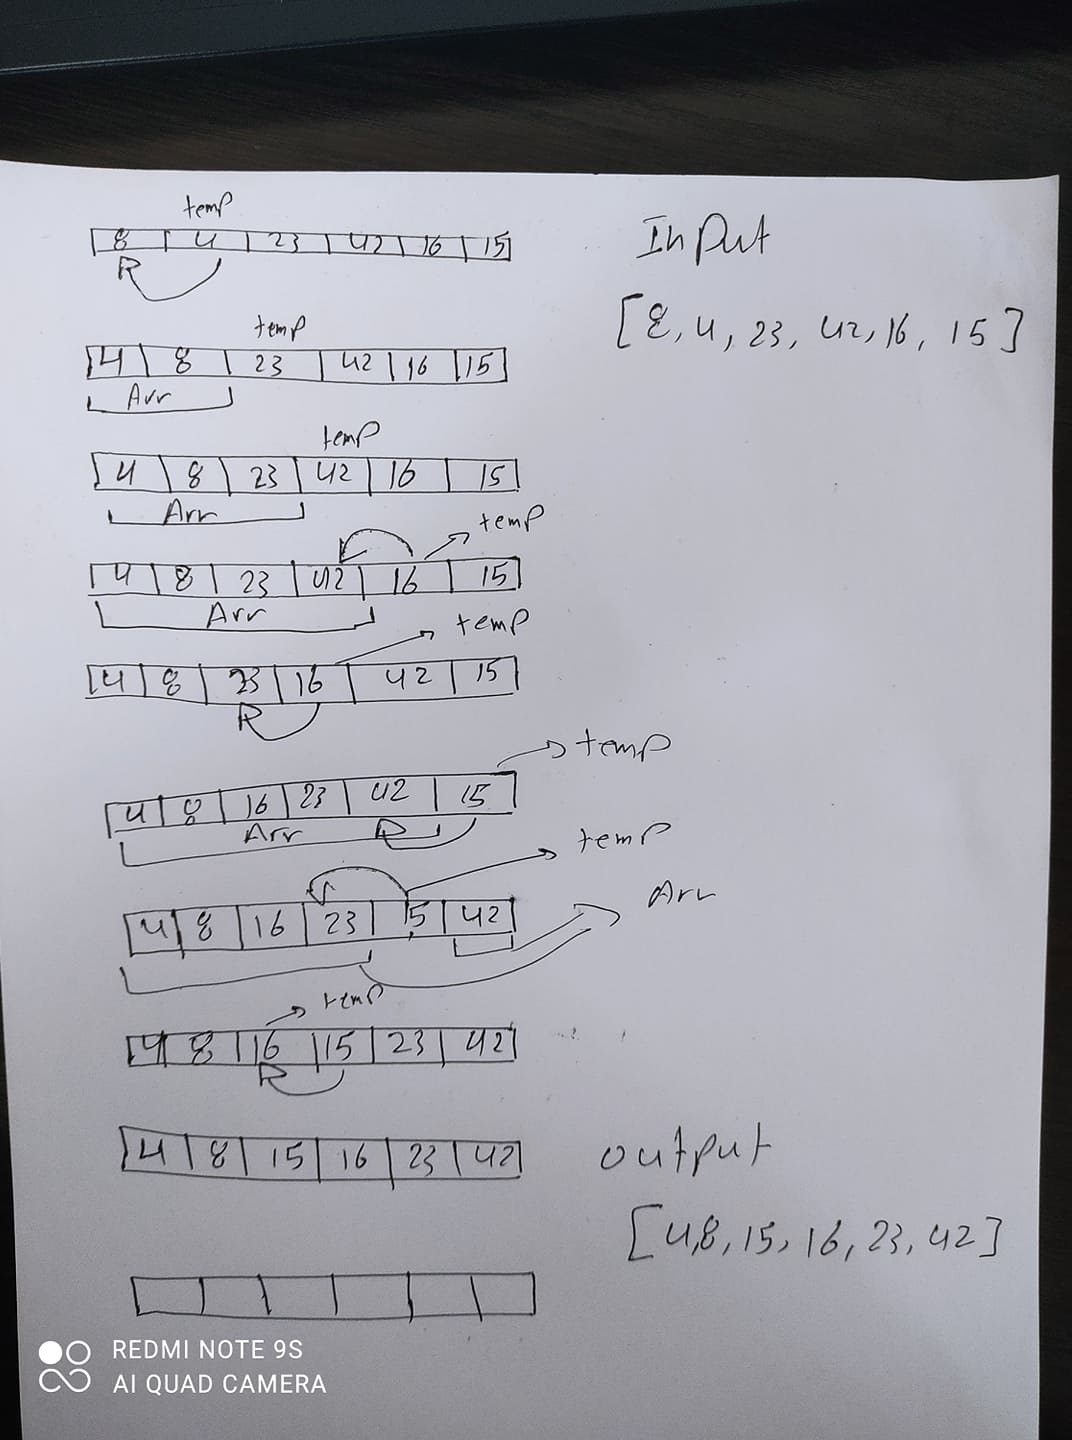 temp
8 4 23 42 16 15
R
Input
[8, 4, 23, 42, 16, 15]
temp
4 8 23 42 16 15
Arr
temp
4 8 23 42 16 15
Arr
temp
4 8 23 42 16 15
Arr
temp
4 8 23 16 42 15
R
temp
4 8 16 23 42 15
Arr R
temp
Arr
4 8 16 23 15 42
temp
4 8 16 15 23 42
R
4 8 15 16 23 42
output
[4,8, 15, 16, 23, 42]
REDMI NOTE 9S
AI QUAD CAMERA